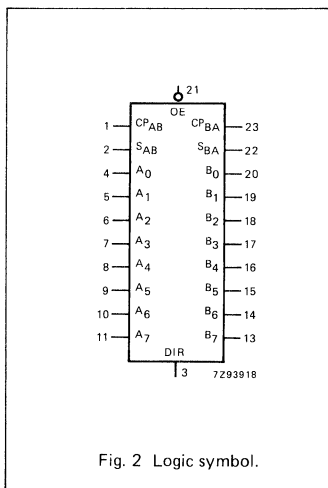 21
OE
1 CPAB CPBA 23
2 SAB SBA 22
4 A0 B0 20
5 A1 B1 19
6 A2 B2 18
7 A3 B3 17
8 A4 B4 16
9 A5 B5 15
10 A6 B6 14
11 A7 B7 13
DIR
3 7Z93918
Fig. 2 Logic symbol.